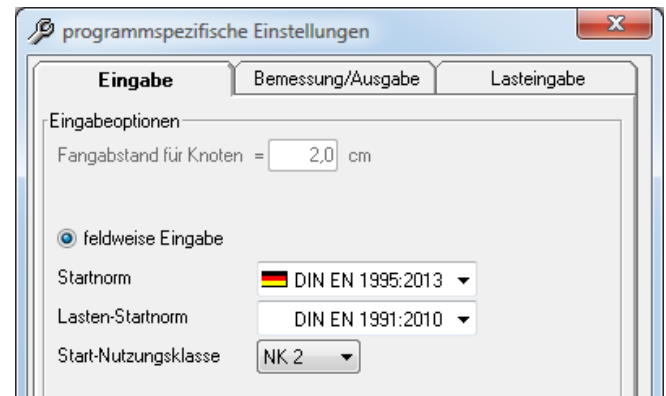 programmspezifische Einstellungen
Eingabe Bemessung/Ausgabe Lasteingabe
Eingabeoptionen
Fangabstand für Knoten = 2,0 cm
feldweise Eingabe
Startnorm DIN EN 1995:2013
Lasten-Startnorm DIN EN 1991:2010
Start-Nutzungsklasse NK 2